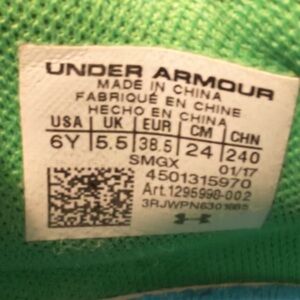 UNDER ARMOUR
MADE IN CHINA
FABRIQUÉ EN CHINE
HECHO EN CHINA
USA UK EUR CM CHN
6Y 5.5 38.5 24 240
SMGX 01/17
4501315970
Art.1295998-002